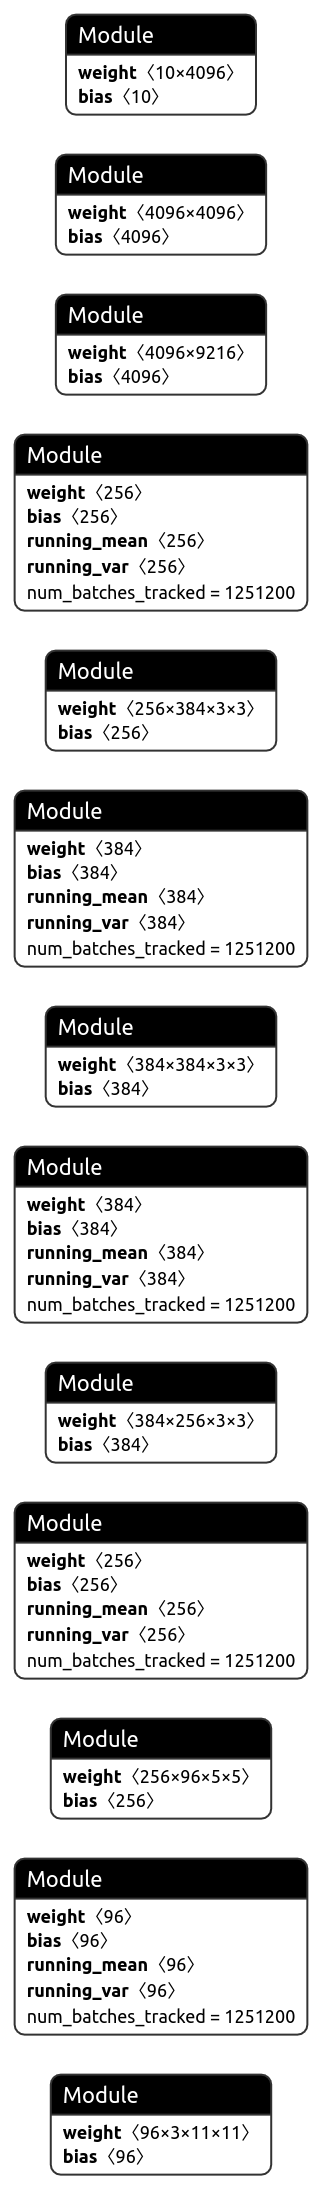 Module
weight〈10×4096〉
bias〈10〉
Module
weight〈4096×4096〉
bias〈4096〉
Module
weight〈4096×9216〉
bias〈4096〉
Module
weight〈256〉
bias〈256〉
running_mean〈256〉
running_var〈256〉
num_batches_tracked = 1251200
Module
weight〈256×384×3×3〉
bias〈256〉
Module
weight〈384〉
bias〈384〉
running_mean〈384〉
running_var〈384〉
num_batches_tracked = 1251200
Module
weight〈384×384×3×3〉
bias〈384〉
Module
weight〈384〉
bias〈384〉
running_mean〈384〉
running_var〈384〉
num_batches_tracked = 1251200
Module
weight〈384×256×3×3〉
bias〈384〉
Module
weight〈256〉
bias〈256〉
running_mean〈256〉
running_var〈256〉
num_batches_tracked = 1251200
Module
weight〈256×96×5×5〉
bias〈256〉
Module
weight〈96〉
bias〈96〉
running_mean〈96〉
running_var〈96〉
num_batches_tracked = 1251200
Module
weight〈96×3×11×11〉
bias〈96〉